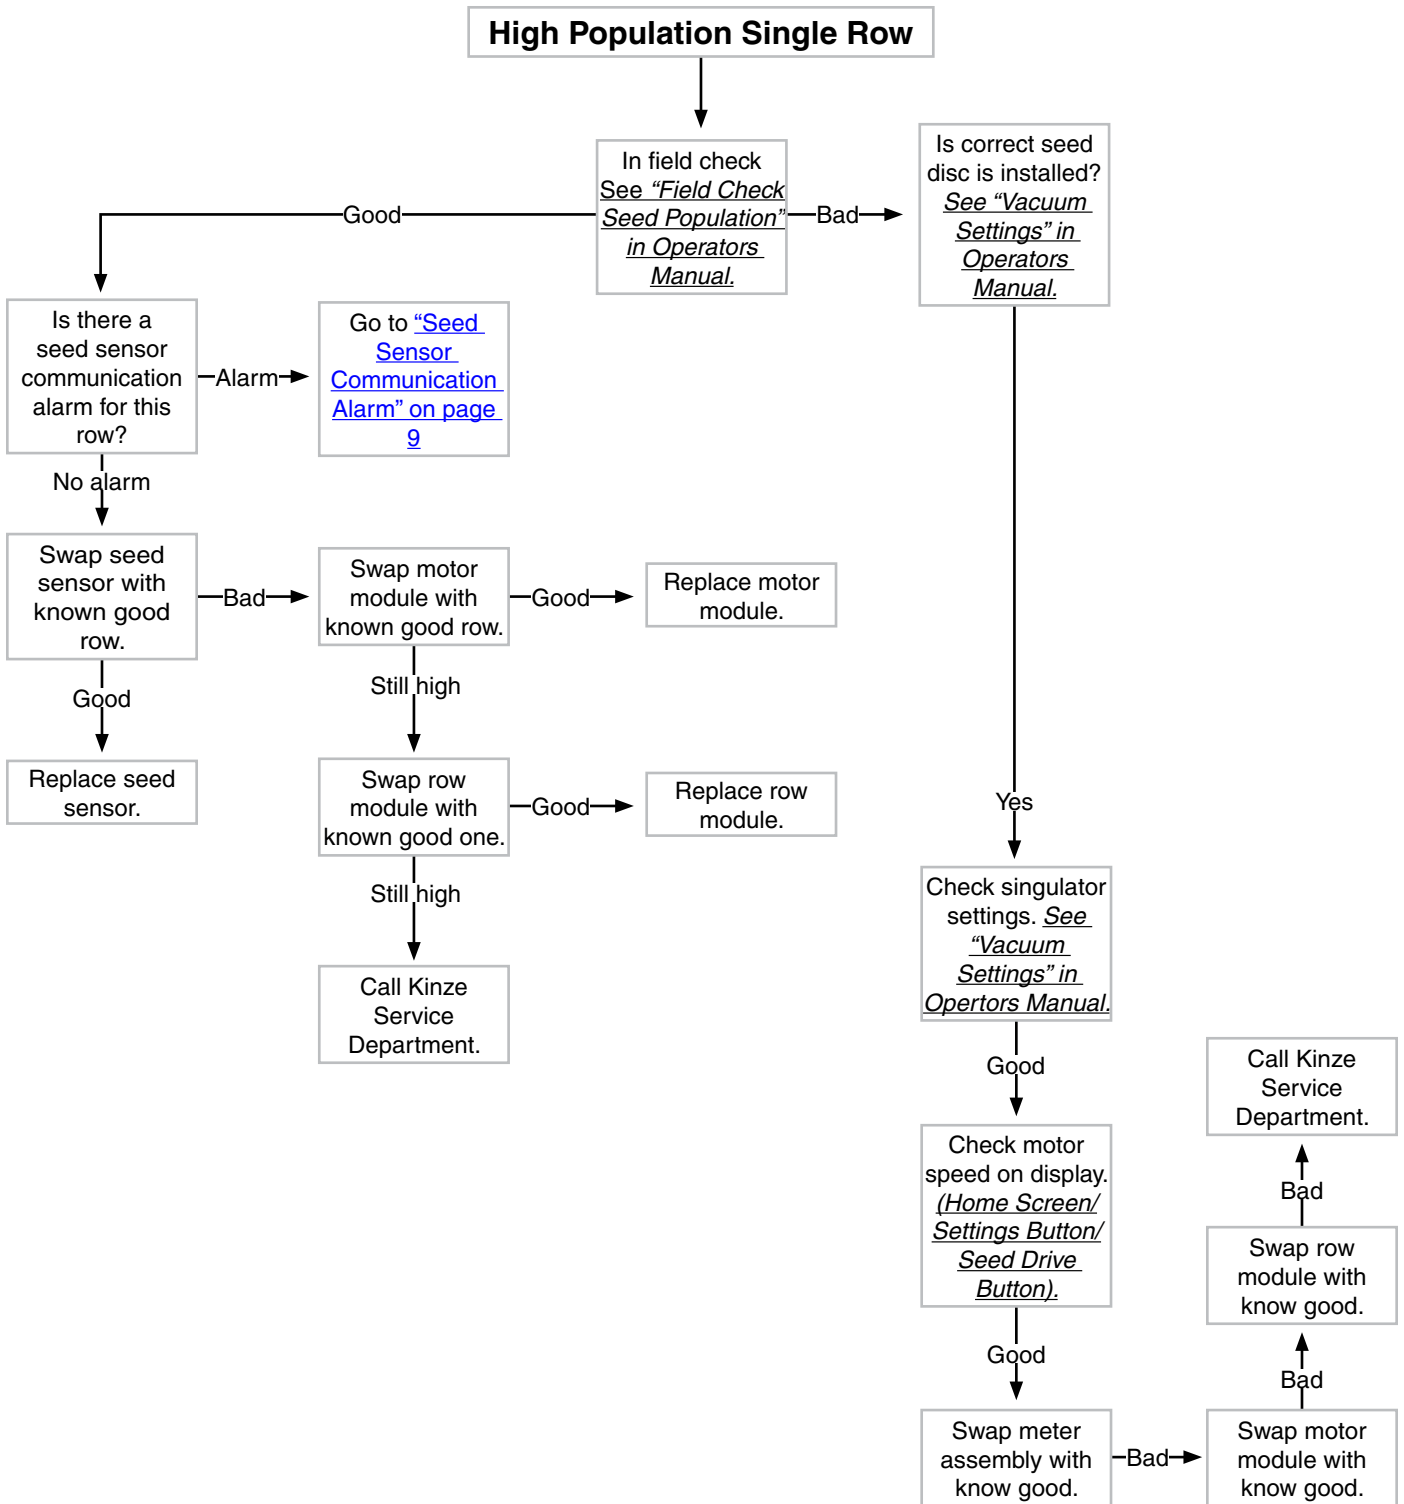 High Population Single Row
In field check
See “Field Check
Seed Population”
in Operators
Manual.
Good
Bad
Is correct seed
disc is installed?
See “Vacuum
Settings” in
Operators
Manual.
Is there a
seed sensor
communication
alarm for this
row?
Alarm
Go to “Seed
Sensor
Communication
Alarm” on page
9
No alarm
Swap seed
sensor with
known good
row.
Bad
Swap motor
module with
known good row.
Good
Replace motor
module.
Good
Replace seed
sensor.
Still high
Swap row
module with
known good one.
Good
Replace row
module.
Still high
Call Kinze
Service
Department.
Yes
Check singulator
settings. See
“Vacuum
Settings” in
Opertors Manual.
Good
Check motor
speed on display.
(Home Screen/
Settings Button/
Seed Drive
Button).
Good
Swap meter
assembly with
know good.
Bad
Swap motor
module with
know good.
Bad
Swap row
module with
know good.
Bad
Call Kinze
Service
Department.